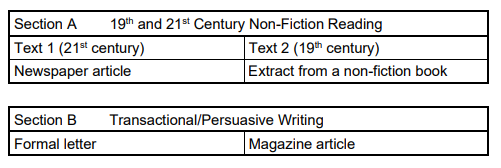 Section A 19th and 21st Century Non-Fiction Reading
Text 1 (21st century) Text 2 (19th century)
Newspaper article Extract from a non-fiction book
Section B Transactional/Persuasive Writing
Formal letter Magazine article